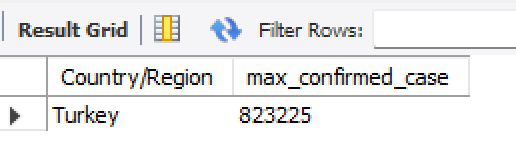 Result Grid Filter Rows:
Country/Region max_confirmed_case
Turkey 823225